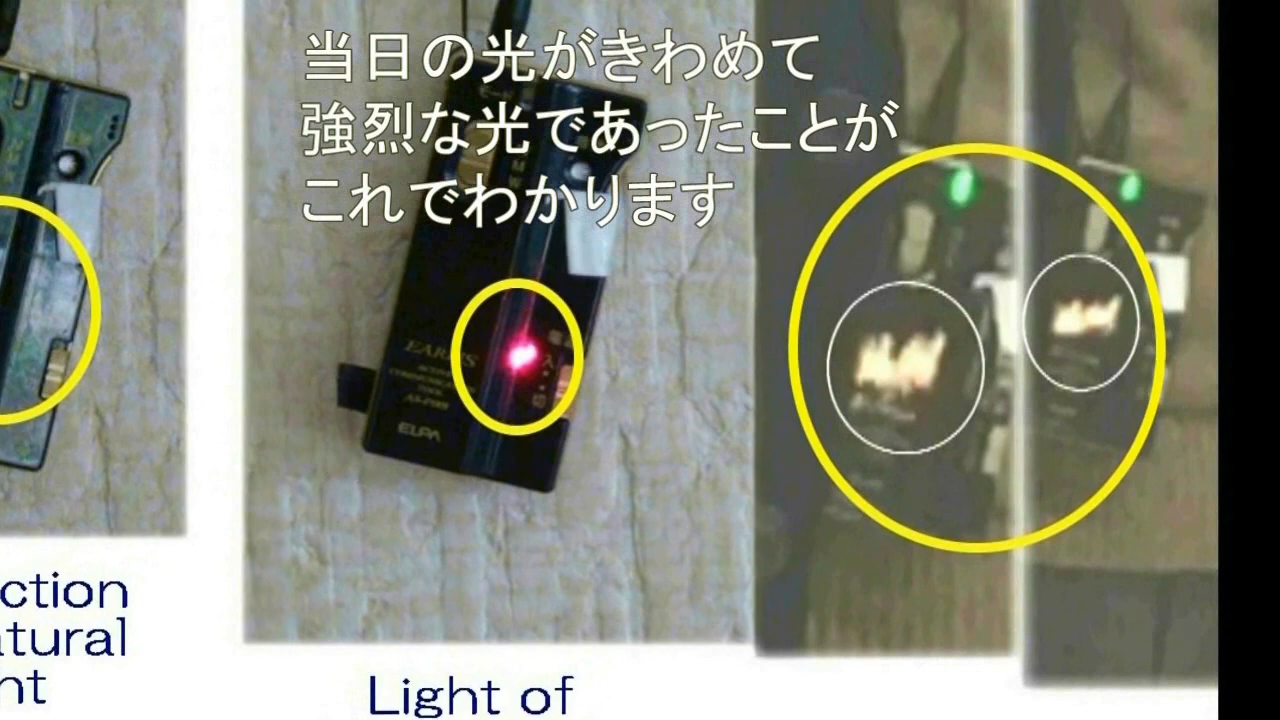 当日の光がきわめて
強烈な光であったことが
これでわかります
ELPA
ction
atural
nt
Light of